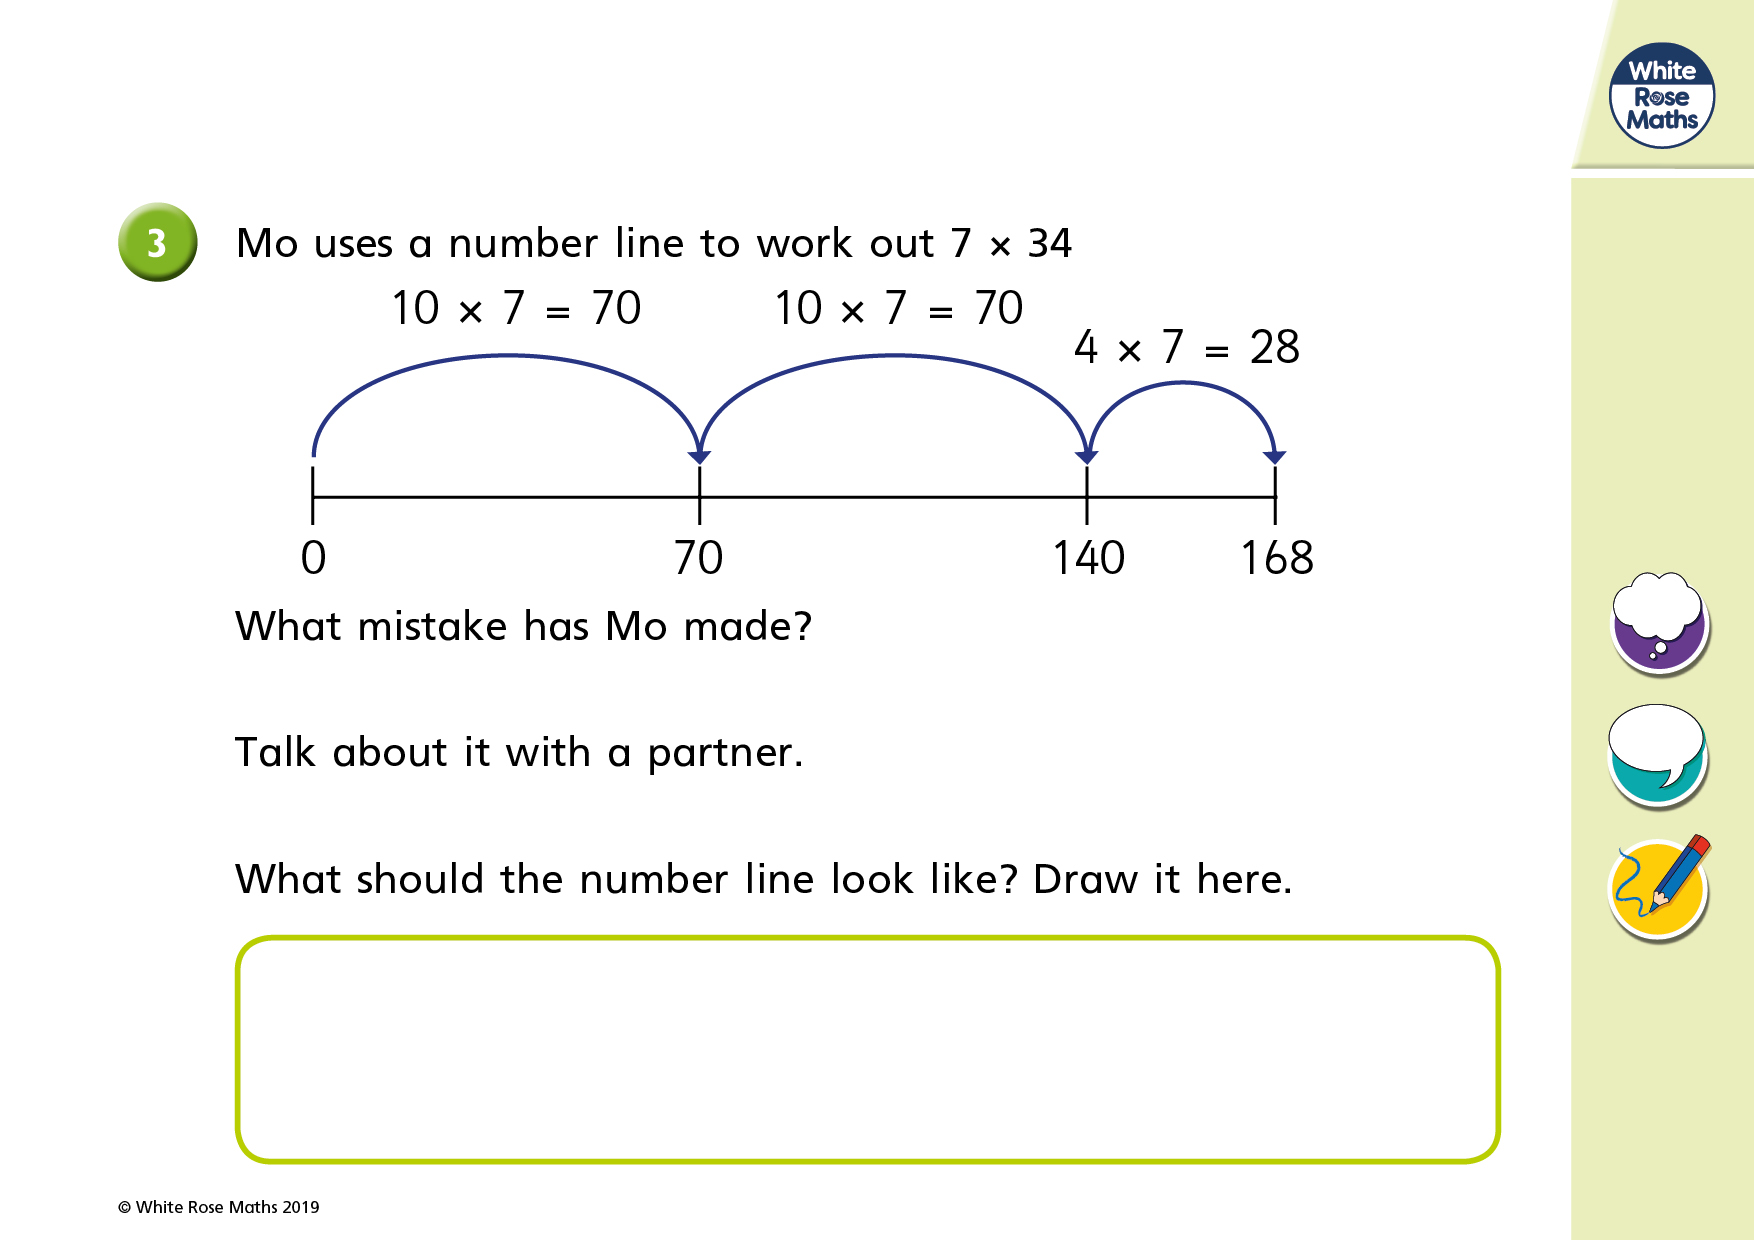 White
Rose
Maths
3
Mo uses a number line to work out 7 × 34
10 × 7 = 70
10 × 7 = 70
4 × 7 = 28
0
70
140
168
What mistake has Mo made?
Talk about it with a partner.
What should the number line look like? Draw it here.
© White Rose Maths 2019